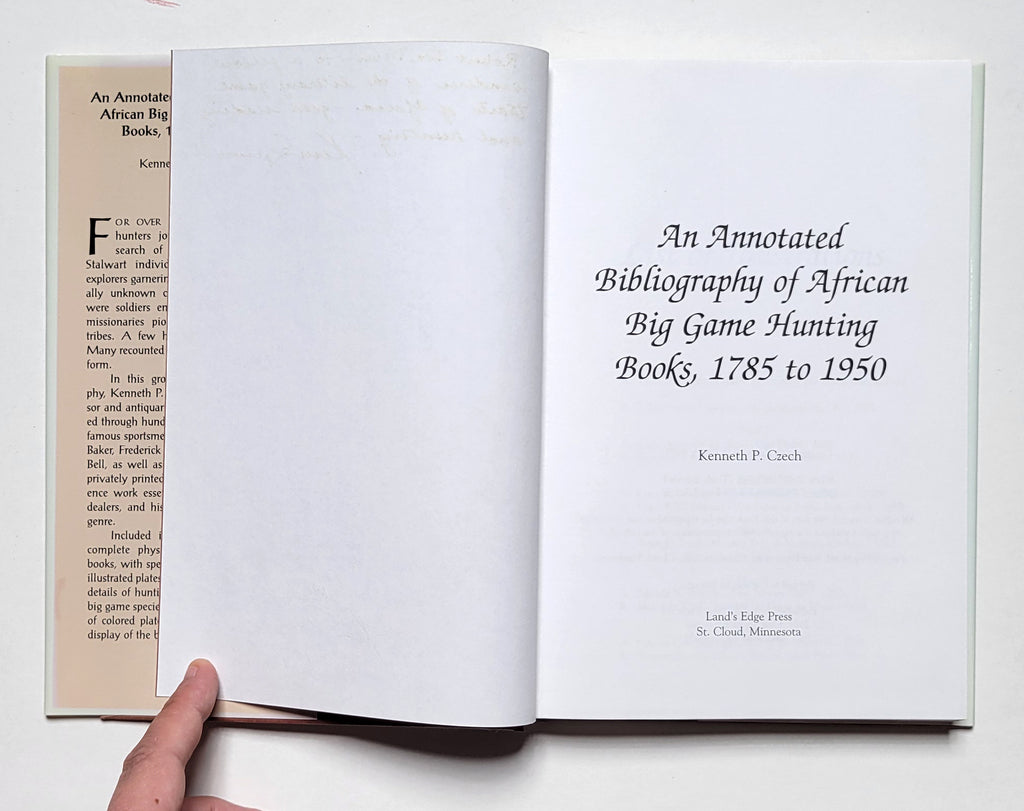 An Annotate
African Big
Books, 1
Kenne
FOR OVER
hunters jo
search of
Stalwart indivi
explorers garnerin
ally unknown c
were soldiers en
missionaries pio
tribes. A few h
Many recounted
form.
In this gro
phy, Kenneth P.
sor and antiquar
ed through hund
famous sportsme
Baker, Frederick
Bell, as well as
privately printed
ence work esse
dealers, and his
genre.
Included i
complete phys
books, with spe
illustrated plates
details of hunti
big game specie
of colored plat
display of the b
An Annotated
Bibliography of African
Big Game Hunting
Books, 1785 to 1950
Kenneth P. Czech
Land's Edge Press
St. Cloud, Minnesota